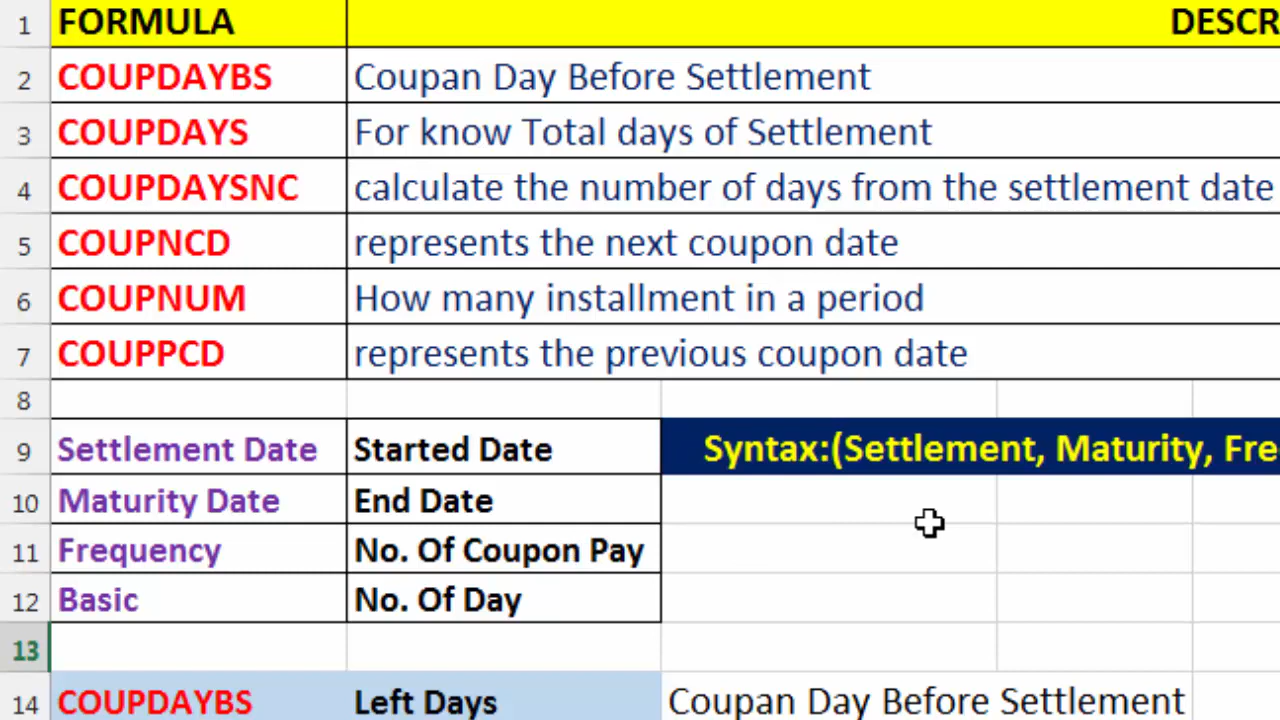 1 FORMULA DESCR
2 COUPDAYBS Coupan Day Before Settlement
3 COUPDAYS For know Total days of Settlement
4 COUPDAYSNC calculate the number of days from the settlement date
5 COUPNCD represents the next coupon date
6 COUPNUM How many installment in a period
7 COUPPCD represents the previous coupon date
8
9 Settlement Date Started Date Syntax:(Settlement, Maturity, Fre
10 Maturity Date End Date
11 Frequency No. Of Coupon Pay
12 Basic No. Of Day
13
14 COUPDAYBS Left Days Coupan Day Before Settlement